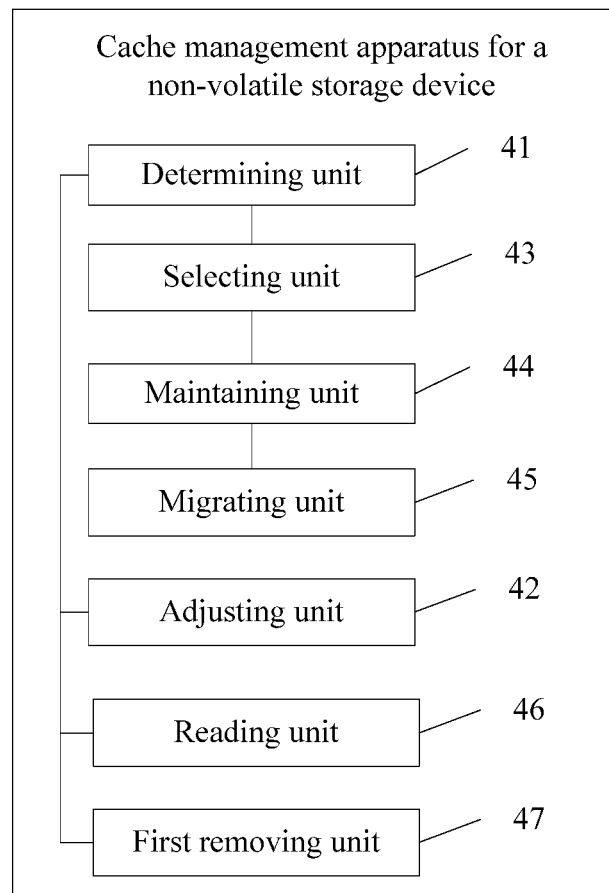 Cache management apparatus for a
non-volatile storage device
Determining unit 41
Selecting unit 43
Maintaining unit 44
Migrating unit 45
Adjusting unit 42
Reading unit 46
First removing unit 47